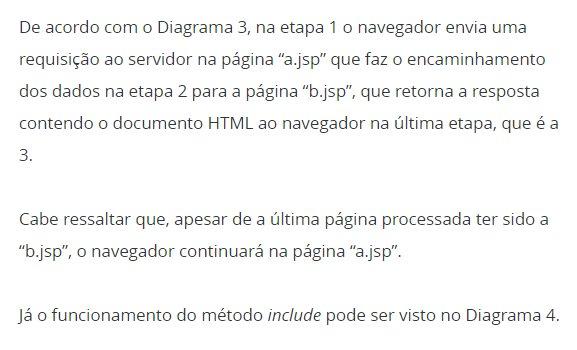 De acordo com o Diagrama 3, na etapa 1 o navegador envia uma
requisição ao servidor na página “a.jsp” que faz o encaminhamento
dos dados na etapa 2 para a página “b.jsp”, que retorna a resposta
contendo o documento HTML ao navegador na última etapa, que é a
3.
Cabe ressaltar que, apesar de a última página processada ter sido a
“b.jsp”, o navegador continuará na página “a.jsp”.
Já o funcionamento do método include pode ser visto no Diagrama 4.